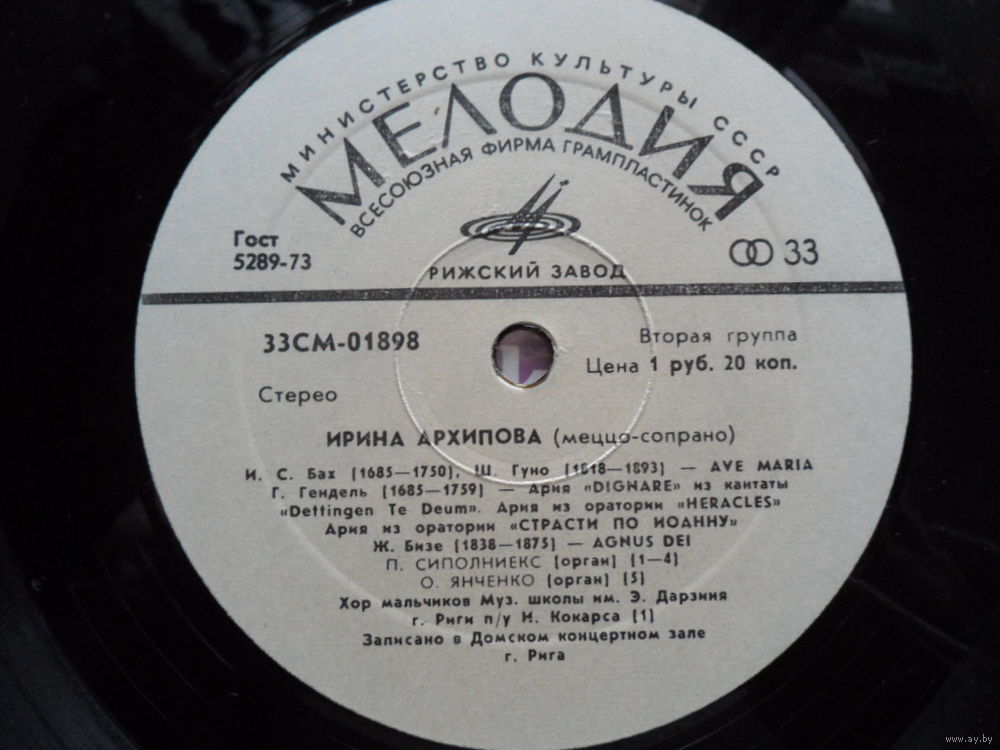 МИНИСТЕРСТВО КУЛЬТУРЫ СССР
МЕЛОДИЯ
ВСЕСОЮЗНАЯ ФИРМА ГРАМПЛАСТИНОК
Гост
5289-73
РИЖСКИЙ ЗАВОД
33
33СМ-01898
Вторая группа
Цена 1 руб. 20 коп.
Стерео
ИРИНА АРХИПОВА (меццо-сопрано)
И. С. Бах (1685—1750), Ш. Гуно (1818—1893) — AVE MARIA
Г. Гендель (1685—1759) — Ария «DIGNARE» из кантаты
«Dettingen Te Deum». Ария из оратории «HERACLES»
Ария из оратории «СТРАСТИ ПО ИОАННУ»
Ж. Бизе (1838—1875) — AGNUS DEI
П. СИПОЛНИЕКС (орган) (1—4)
О. ЯНЧЕНКО (орган) (5)
Хор мальчиков Муз. школы им. Э. Дарзиня
г. Риги п/у И. Кокарса (1)
Записано в Домском концертном зале
г. Рига
www.ay.by